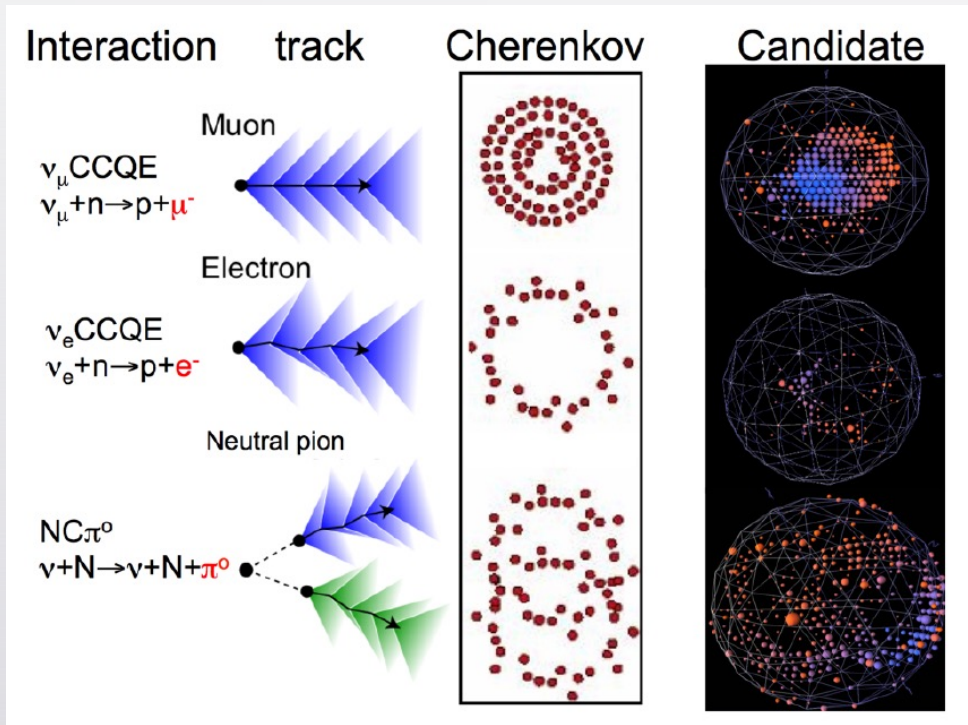 Interaction track Cherenkov Candidate
Muon
νμCCQE
νμ+n→p+μ-
Electron
νeCCQE
νe+n→p+e-
Neutral pion
NCπº
ν+N→ν+N+πº